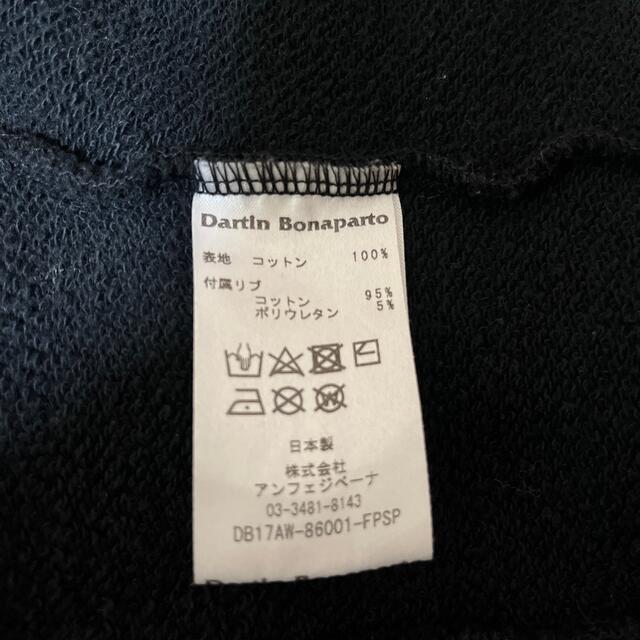 Dartin Bonaparto
表地 コットン 100%
付属リブ
コットン 95%
ポリウレタン 5%
日本製
株式会社
アンフェジペーナ
03-3481-8143
DB17AW-86001-FPSP
Dartin B